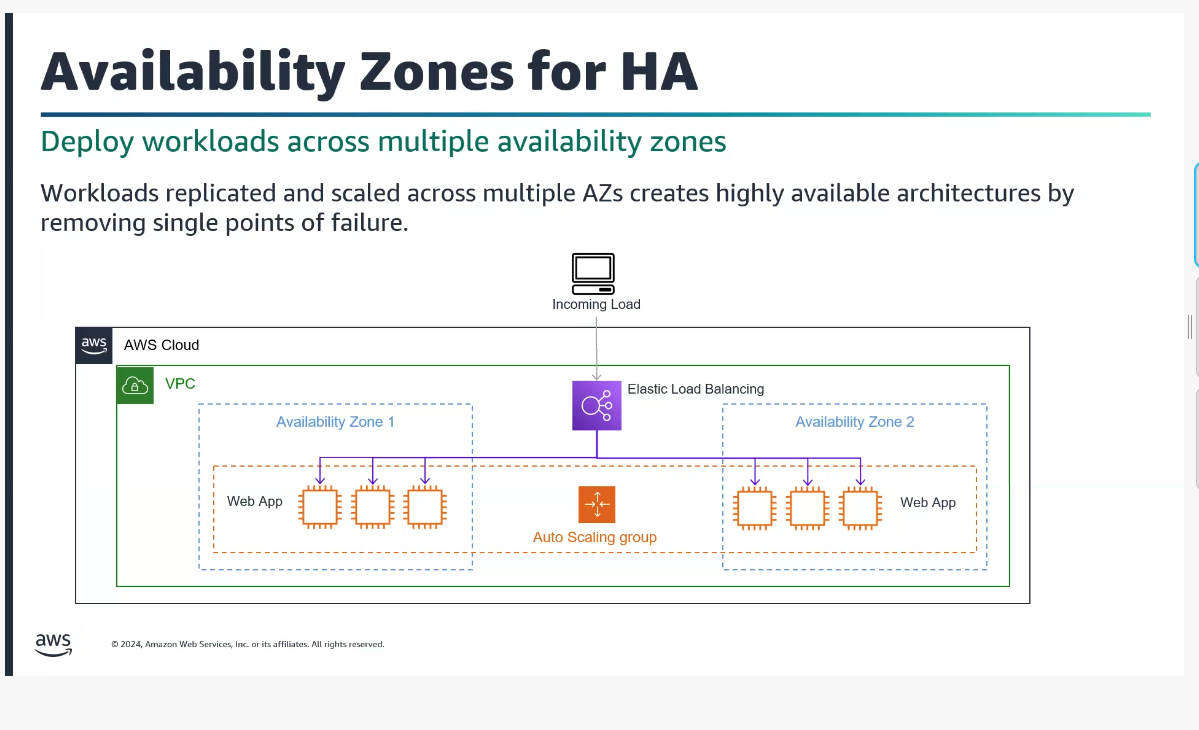 Availability Zones for HA
Deploy workloads across multiple availability zones
Workloads replicated and scaled across multiple AZs creates highly available architectures by
removing single points of failure.
Incoming Load
aws
AWS Cloud
VPC
Elastic Load Balancing
Availability Zone 1
Availability Zone 2
Web App
Web App
Auto Scaling group
aws
© 2024, Amazon Web Services, Inc. or its affiliates. All rights reserved.